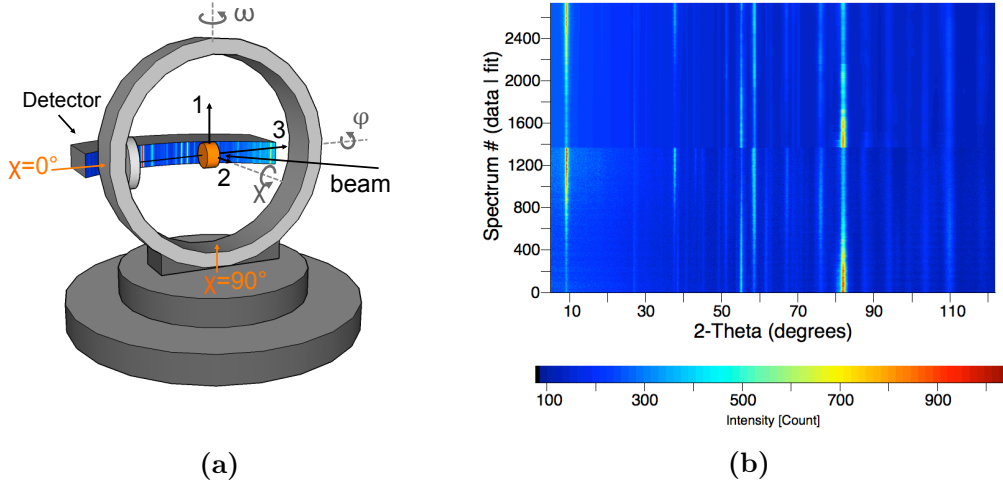 ω
Detector
1
φ
3
χ=0°
2
χ
beam
χ=90°
(a)
Spectrum # (data | fit)
2400
2000
1600
1200
800
400
0
10 30 50 70 90 110
2-Theta (degrees)
100 300 500 700 900
Intensity [Count]
(b)